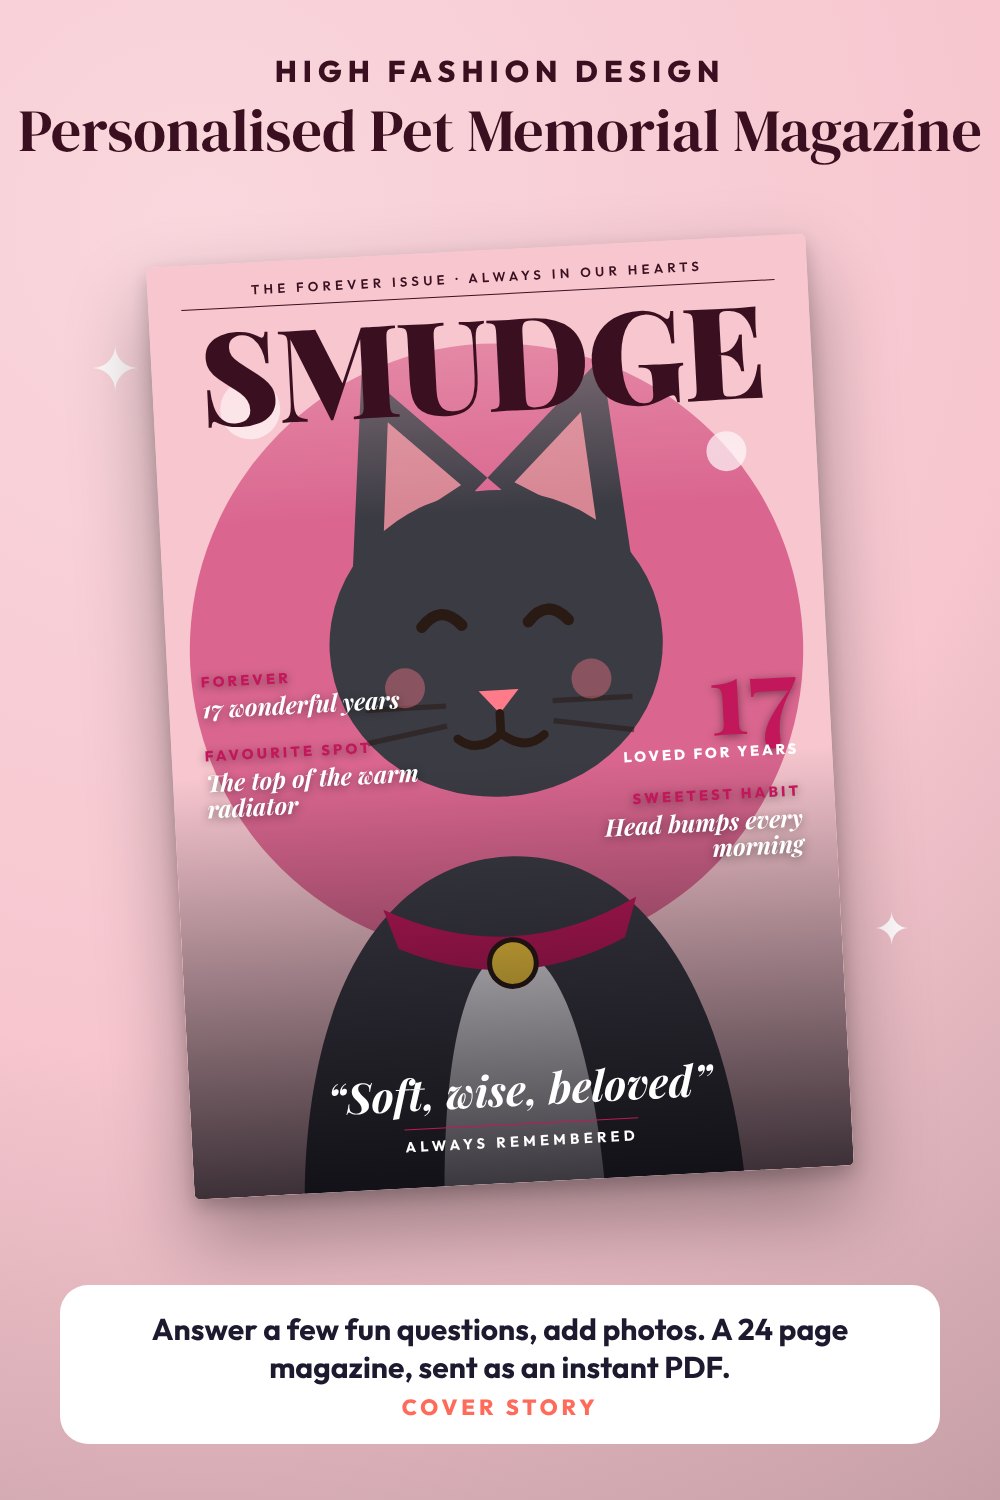 HIGH FASHION DESIGN
Personalised Pet Memorial Magazine
THE FOREVER ISSUE · ALWAYS IN OUR HEARTS
SMUDGE
FOREVER
17 wonderful years
FAVOURITE SPOT
The top of the warm
radiator
17
LOVED FOR YEARS
SWEETEST HABIT
Head bumps every
morning
“Soft, wise, beloved”
ALWAYS REMEMBERED
Answer a few fun questions, add photos. A 24 page
magazine, sent as an instant PDF.
COVER STORY